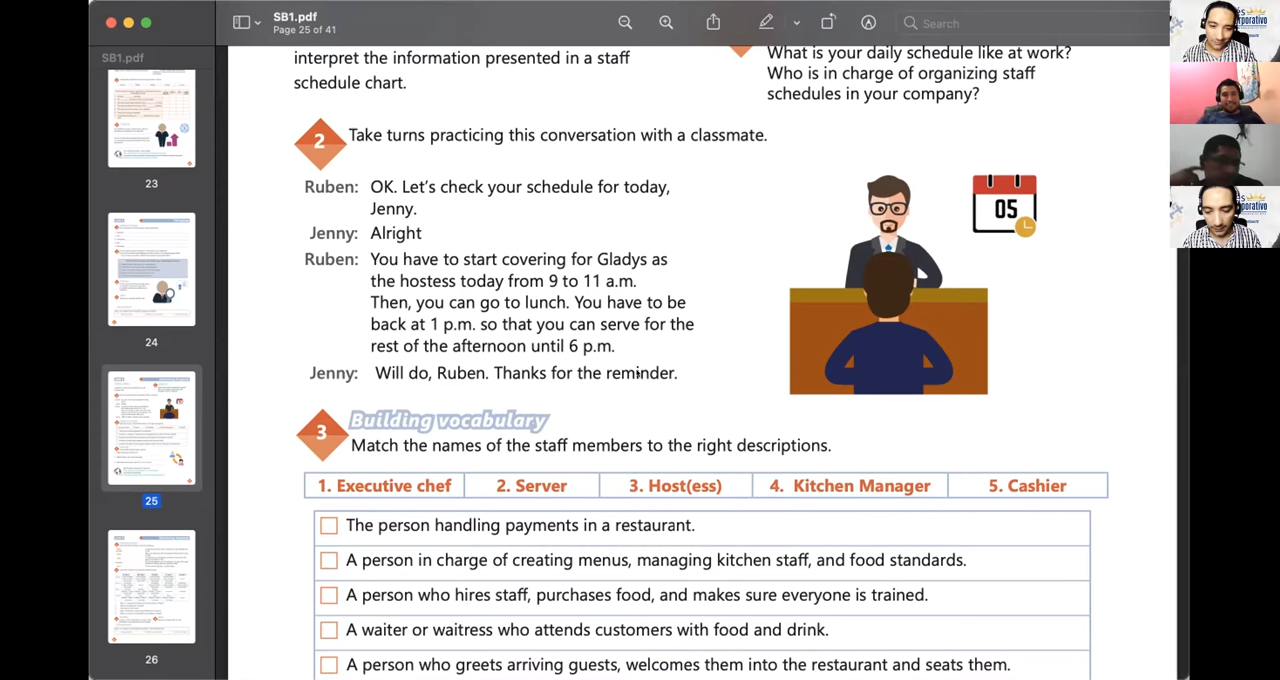 SB1.pdf
Page 25 of 41
Search
SB1.pdf
23
24
25
26
interpret the information presented in a staff
schedule chart.
What is your daily schedule like at work?
Who is in charge of organizing staff
schedules in your company?
2 Take turns practicing this conversation with a classmate.
Ruben: OK. Let's check your schedule for today,
Jenny.
Jenny: Alright
Ruben: You have to start covering for Gladys as
the hostess today from 9 to 11 a.m.
Then, you can go to lunch. You have to be
back at 1 p.m. so that you can serve for the
rest of the afternoon until 6 p.m.
Jenny: Will do, Ruben. Thanks for the reminder.
05
3 Building Vocabulary
Match the words in the strip below to the right description.
1. Executive chef 2. Server 3. Host(ess) 4. Kitchen Manager 5. Cashier
The person handling payments in a restaurant.
A person in charge of creating menus, managing kitchen staff, and food standards.
A person who hires staff, buys food and makes sure everyone is trained.
A waiter or waitress who assists customers with food and drinks.
A person who greets arriving guests, welcomes them into the restaurant and seats them.